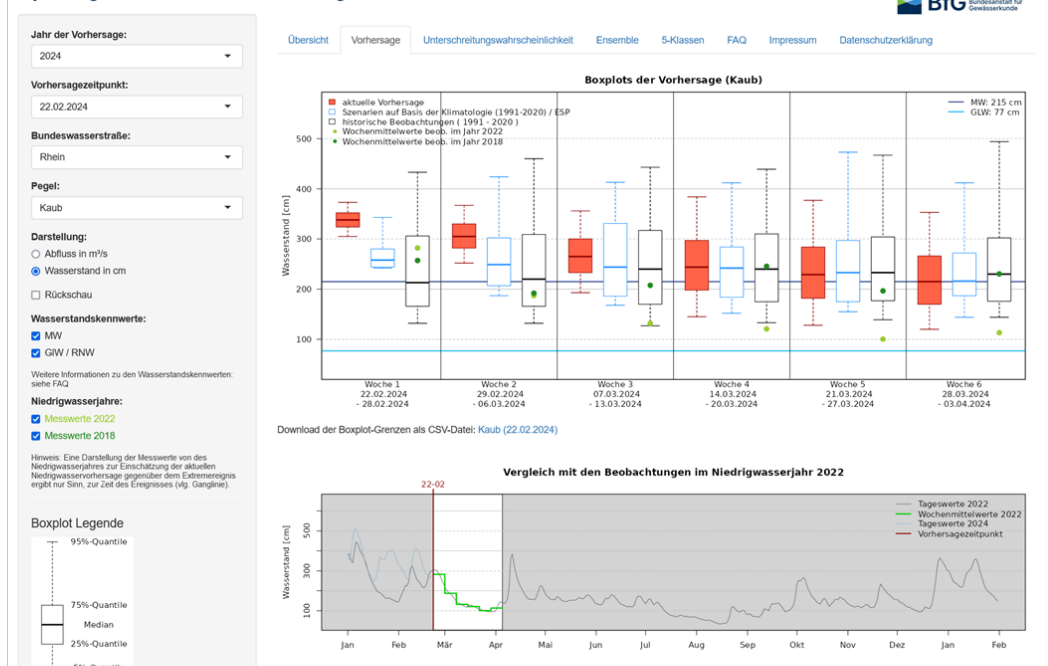 BfG Bundesanstalt für
Gewässerkunde
Jahr der Vorhersage:
2024
Vorhersagezeitpunkt:
22.02.2024
Bundeswasserstraße:
Rhein
Pegel:
Kaub
Darstellung:
Abfluss in m³/s
Wasserstand in cm
Rückschau
Wasserstandskennwerte:
MW
GlW / RNW
Weitere Informationen zu den Wasserstandskennwerten:
siehe FAQ
Niedrigwasserjahre:
Messwerte 2022
Messwerte 2018
Hinweis: Eine Darstellung der Messwerte von des
Niedrigwasserjahres zur Einschätzung der aktuellen
Niedrigwasservorhersage gegenüber dem Extremereignis
ergibt nur Sinn, zur Zeit des Ereignisses (vlg. Ganglinie).
Boxplot Legende
95%-Quantile
75%-Quantile
Median
25%-Quantile
Übersicht Vorhersage Unterschreitungswahrscheinlichkeit Ensemble 5-Klassen FAQ Impressum Datenschutzerklärung
Boxplots der Vorhersage (Kaub)
aktuelle Vorhersage
Szenarien auf Basis der Klimatologie (1991-2020) / ESP
historische Beobachtungen ( 1991 - 2020 )
Wochenmittelwerte beob. im Jahr 2022
Wochenmittelwerte beob. im Jahr 2018
MW: 215 cm
GLW: 77 cm
Wasserstand [cm]
500
400
300
200
100
Woche 1 Woche 2 Woche 3 Woche 4 Woche 5 Woche 6
22.02.2024 29.02.2024 07.03.2024 14.03.2024 21.03.2024 28.03.2024
- 28.02.2024 - 06.03.2024 - 13.03.2024 - 20.03.2024 - 27.03.2024 - 03.04.2024
Download der Boxplot-Grenzen als CSV-Datei: Kaub (22.02.2024)
Vergleich mit den Beobachtungen im Niedrigwasserjahr 2022
22-02
Tageswerte 2022
Wochenmittelwerte 2022
Tageswerte 2024
Vorhersagezeitpunkt
Wasserstand [cm]
500
300
100
Jan Feb Mär Apr Mai Jun Jul Aug Sep Okt Nov Dez Jan Feb